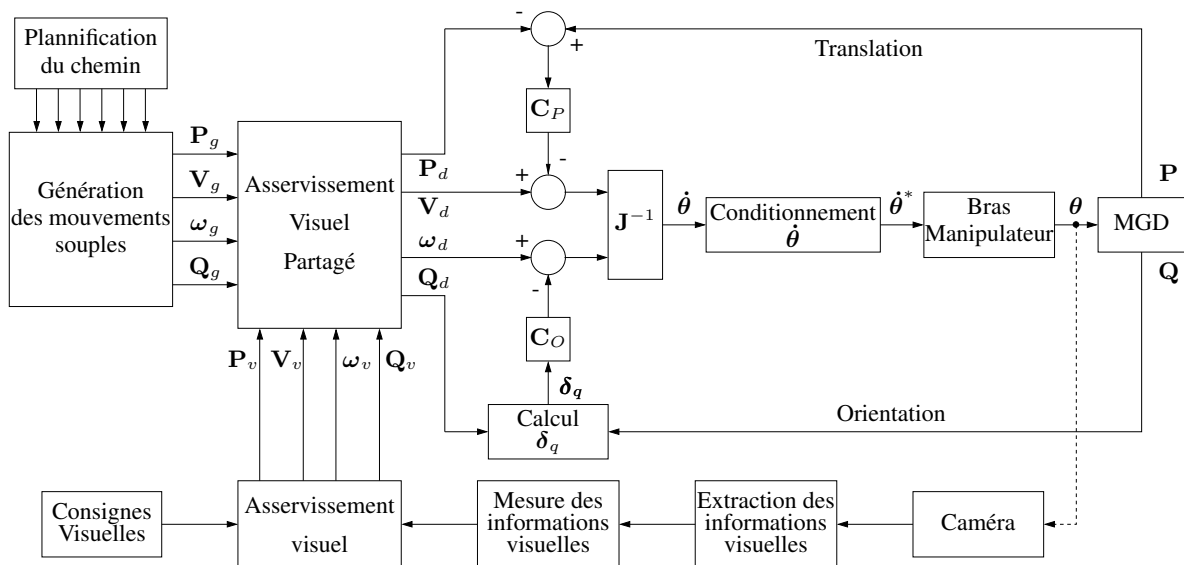 Plannification
du chemin
Génération
des mouvements
souples
P_g
V_g
ω_g
Q_g
Asservissement
Visuel
Partagé
P_d
V_d
ω_d
Q_d
-
+
C_P
-
+
+
-
C_O
δ_q
Calcul
δ_q
J⁻¹
θ̇
Conditionnement
θ̇
θ̇*
Bras
Manipulateur
θ
MGD
P
Q
Translation
Orientation
P_v
V_v
ω_v
Q_v
Consignes
Visuelles
Asservissement
visuel
Mesure des
informations
visuelles
Extraction des
informations
visuelles
Caméra